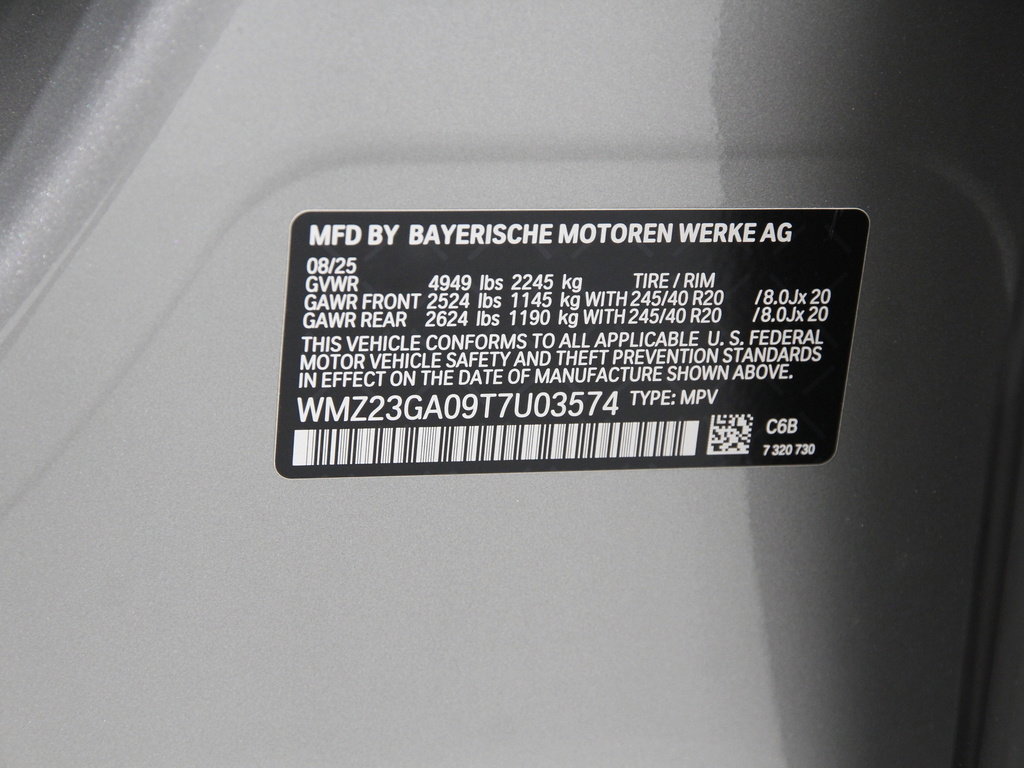 MFD BY BAYERISCHE MOTOREN WERKE AG
08/25
GVWR 4949 lbs 2245 kg TIRE / RIM
GAWR FRONT 2524 lbs 1145 kg WITH 245/40 R20 /8.0Jx 20
GAWR REAR 2624 lbs 1190 kg WITH 245/40 R20 /8.0Jx 20
THIS VEHICLE CONFORMS TO ALL APPLICABLE U. S. FEDERAL
MOTOR VEHICLE SAFETY AND THEFT PREVENTION STANDARDS
IN EFFECT ON THE DATE OF MANUFACTURE SHOWN ABOVE.
WMZ23GA09T7U03574 TYPE: MPV
C6B
7 320 730